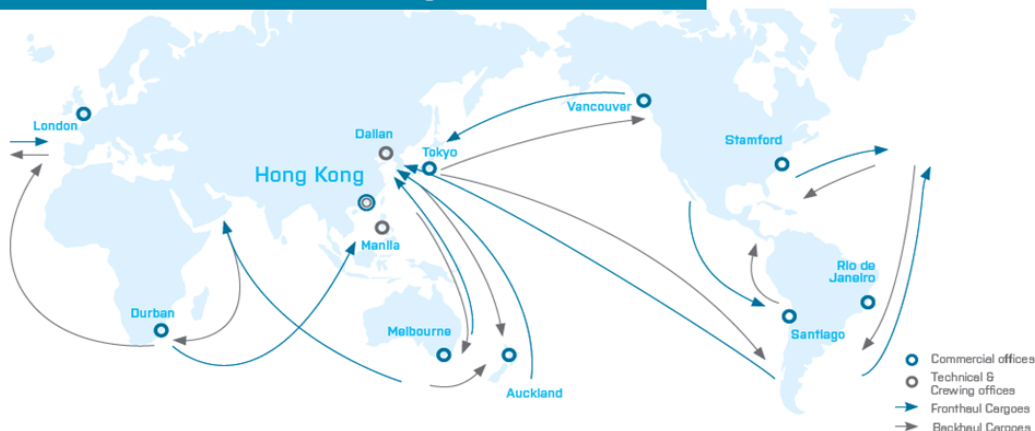 London
Dalian
Tokyo
Hong Kong
Manila
Durban
Melbourne
Auckland
Vancouver
Stamford
Rio de
Janeiro
Santiago
Commercial offices
Technical &
Crewing offices
Fronthaul Cargoes
Backhaul Cargoes